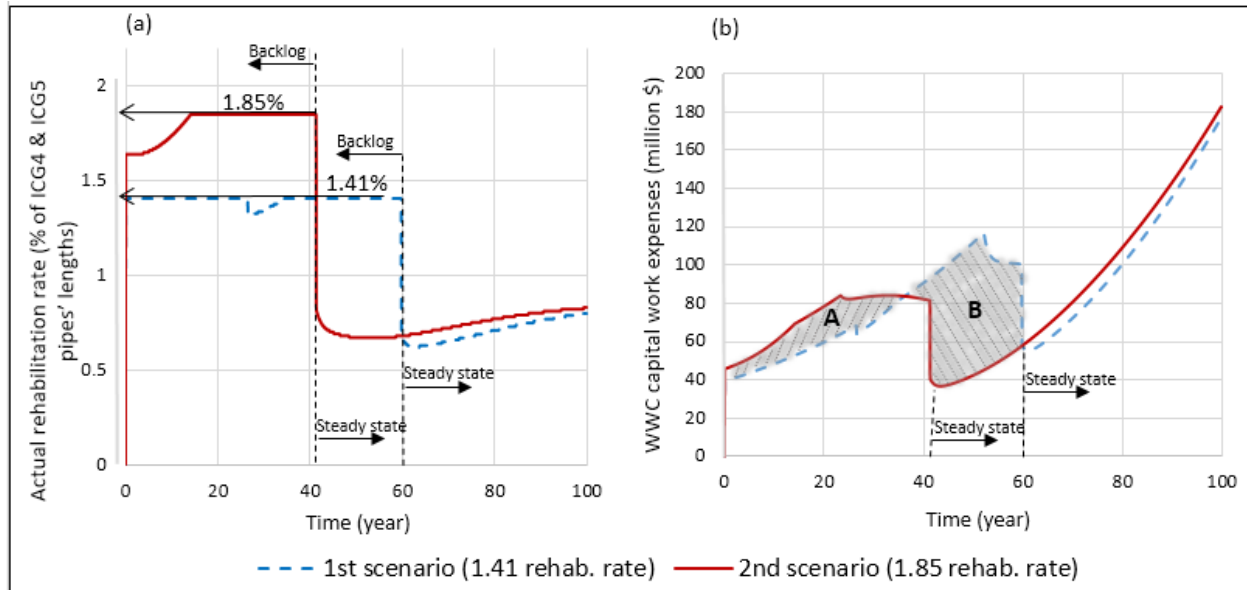 (a)
Backlog
2
1.85%
Backlog
1.5
1.41%
1
0.5
0
Steady state
Steady state
0
20
40
60
80
100
Time (year)
Actual rehabilitation rate (% of ICG4 & ICG5
pipes' lengths)
(b)
200
180
160
140
120
100
80
60
40
20
0
A
B
Steady state
Steady state
0
20
40
60
80
100
Time (year)
WWC capital work expenses (million $)
1st scenario (1.41 rehab. rate)
2nd scenario (1.85 rehab. rate)